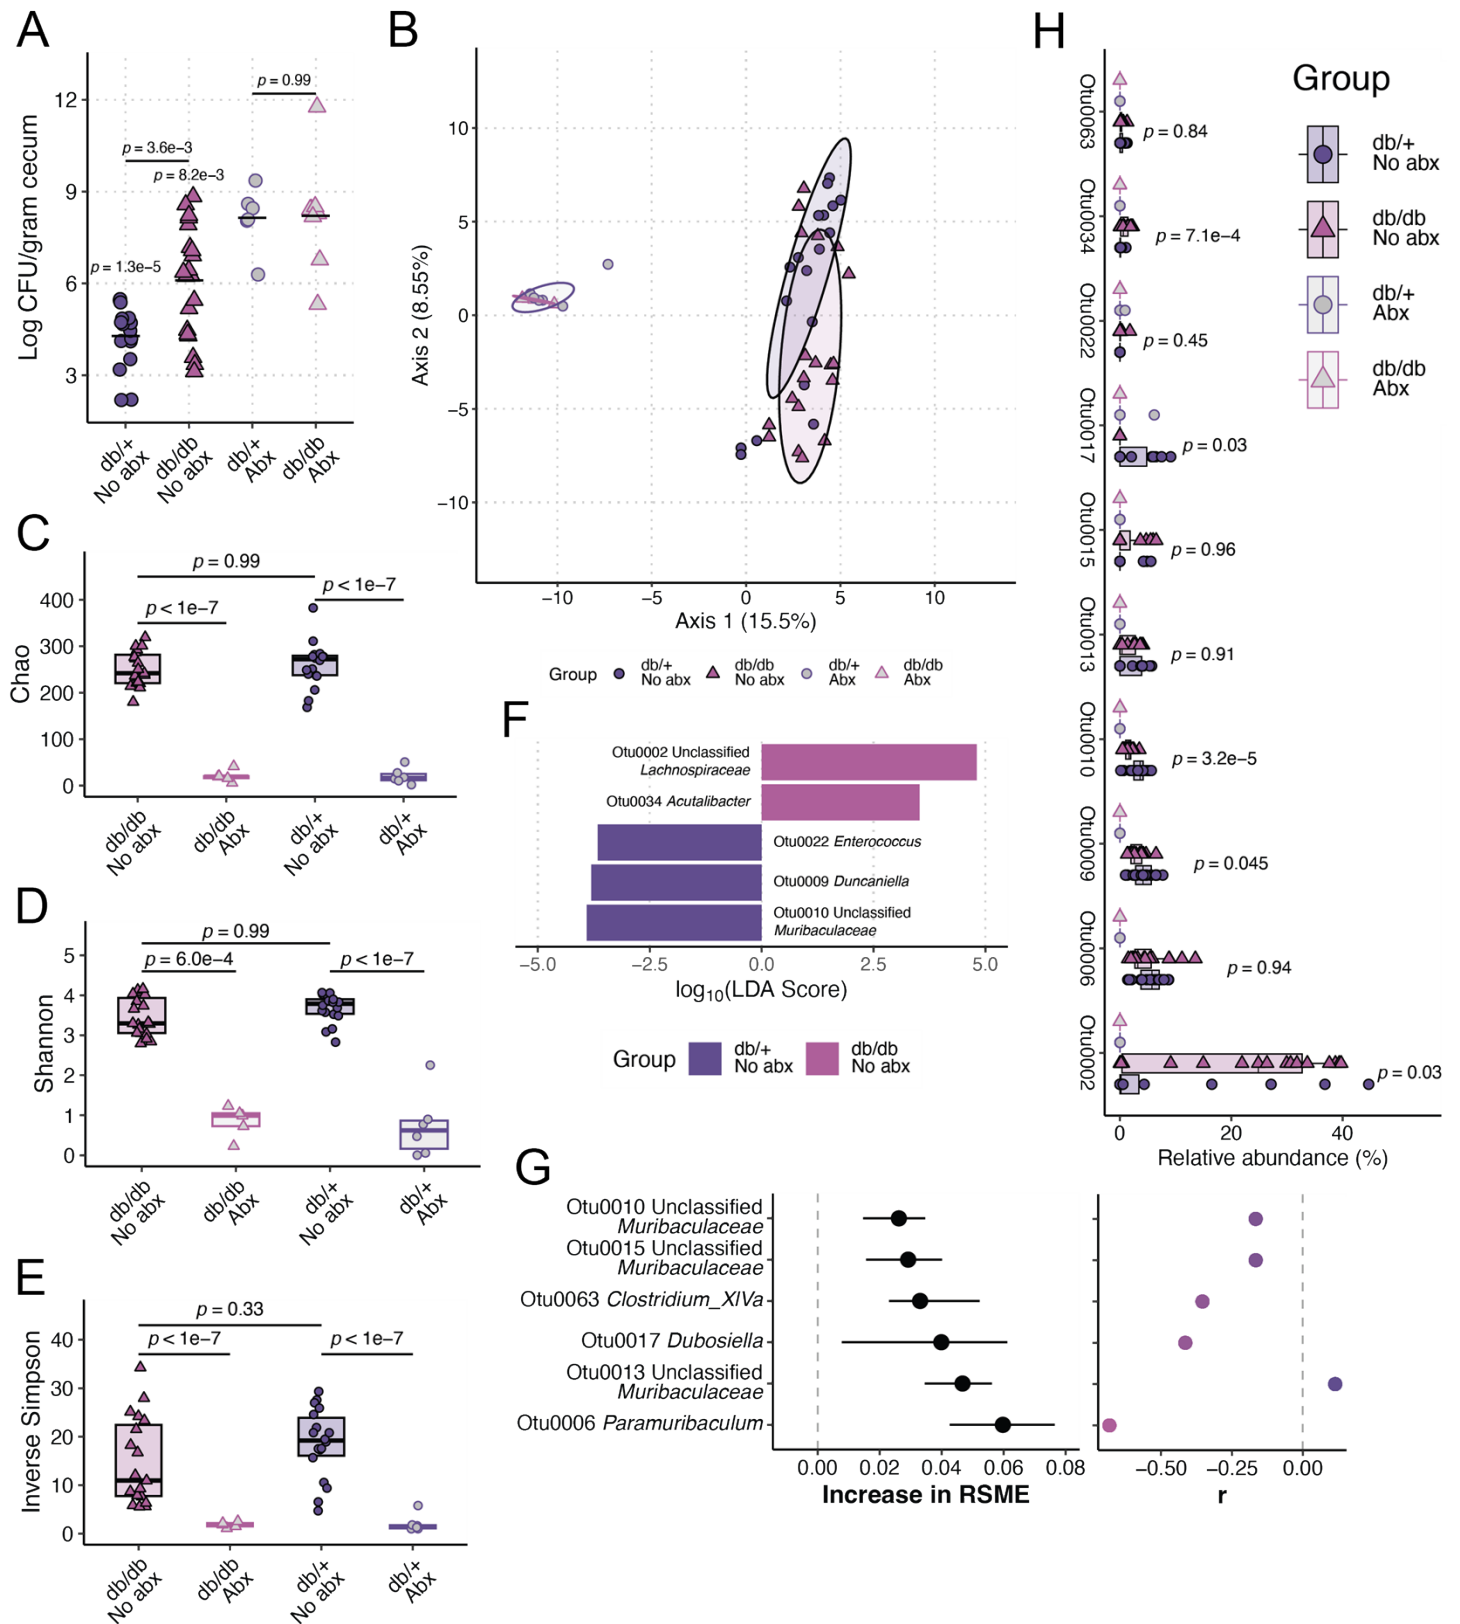 A
Log CFU/gram cecum
12
9
6
3
p = 0.99
p = 3.6e−3
p = 8.2e−3
p = 1.3e−5
db/+
No abx
db/db
No abx
db/+
Abx
db/db
Abx
B
Axis 2 (8.55%)
10
5
0
−5
−10
−10
−5
0
5
10
Axis 1 (15.5%)
Group
db/+
No abx
db/db
No abx
db/+
Abx
db/db
Abx
C
Chao
400
300
200
100
0
p = 0.99
p < 1e−7
p < 1e−7
db/db
No abx
db/db
Abx
db/+
No abx
db/+
Abx
D
Shannon
5
4
3
2
1
0
p = 0.99
p = 6.0e−4
p < 1e−7
db/db
No abx
db/db
Abx
db/+
No abx
db/+
Abx
E
Inverse Simpson
40
30
20
10
0
p = 0.33
p < 1e−7
p < 1e−7
db/db
No abx
db/db
Abx
db/+
No abx
db/+
Abx
F
Otu0002 Unclassified
Lachnospiraceae
Otu0034 Acutalibacter
Otu0022 Enterococcus
Otu0009 Duncaniella
Otu0010 Unclassified
Muribaculaceae
−5.0
−2.5
0.0
2.5
5.0
log10(LDA Score)
Group
db/+
No abx
db/db
No abx
G
Otu0010 Unclassified
Muribaculaceae
Otu0015 Unclassified
Muribaculaceae
Otu0063 Clostridium_XlVa
Otu0017 Dubosiella
Otu0013 Unclassified
Muribaculaceae
Otu0006 Paramuribaculum
0.00
0.02
0.04
0.06
0.08
Increase in RSME
−0.50
−0.25
0.00
r
H
Otu0063
p = 0.84
Otu0034
p = 7.1e−4
Otu0022
p = 0.45
Otu0017
p = 0.03
Otu0015
p = 0.96
Otu0013
p = 0.91
Otu0010
p = 3.2e−5
Otu0009
p = 0.045
Otu0006
p = 0.94
Otu0002
p = 0.03
0
20
40
Relative abundance (%)
Group
db/+
No abx
db/db
No abx
db/+
Abx
db/db
Abx